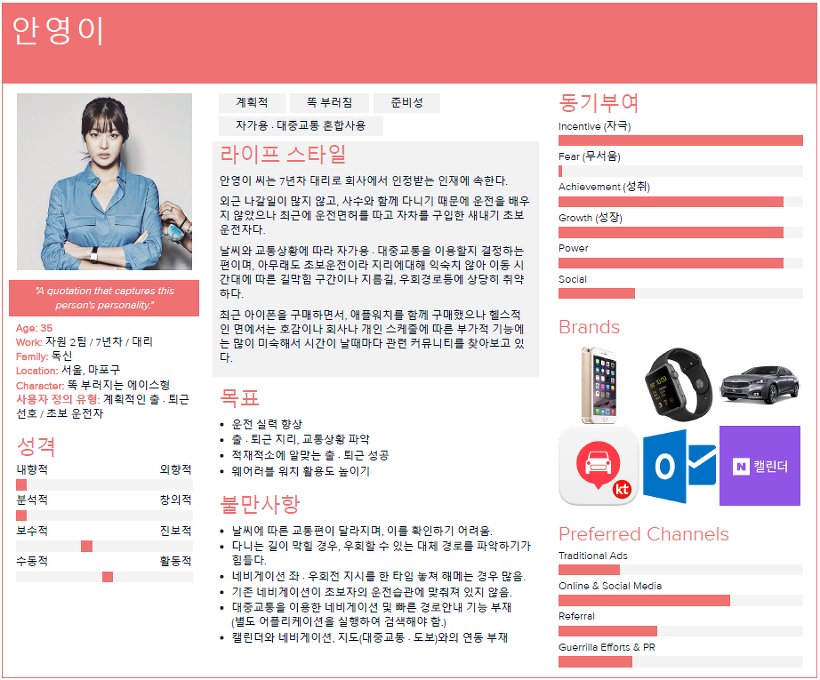 안영이
"A quotation that captures this
person's personality."
Age: 35
Work: 자원 2팀 / 7년차 / 대리
Family: 독신
Location: 서울, 마포구
Character: 똑 부러지는 에이스형
사용자 정의 유형: 계획적인 출 · 퇴근
선호 / 초보 운전자
성격
내향적 외향적
분석적 창의적
보수적 진보적
수동적 활동적
계획적 똑 부러짐 준비성
자가용 · 대중교통 혼합사용
라이프 스타일
안영이 씨는 7년차 대리로 회사에서 인정받는 인재에 속한다.
외근 나갈일이 많지 않고, 사수와 함께 다니기 때문에 운전을 배우
지 않았으나 최근에 운전면허를 따고 자차를 구입한 새내기 초보
운전자다.
날씨와 교통상황에 따라 자가용 · 대중교통을 이용할지 결정하는
편이며, 아무래도 초보운전이라 지리에대해 익숙지 않아 이동 시
간대에 따른 길막힘 구간이나 지름길, 우회경로등에 상당히 취약
하다.
최근 아이폰을 구매하면서, 애플워치를 함께 구매했으나 헬스적
인 면에서는 호감이나 회사나 개인 스케줄에 따른 부가적 기능에
는 많이 미숙해서 시간이 날때마다 관련 커뮤니티를 찾아보고 있
다.
목표
• 운전 실력 향상
• 출 · 퇴근 지리, 교통상황 파악
• 적재적소에 알맞는 출 · 퇴근 성공
• 웨어러블 워치 활용도 높이기
불만사항
• 날씨에 따른 교통편이 달라지며, 이를 확인하기 어려움.
• 다니는 길이 막힐 경우, 우회할 수 있는 대체 경로를 파악하기가
힘들다.
• 네비게이션 좌 · 우회전 지시를 한 타임 놓쳐 해메는 경우 많음.
• 기존 네비게이션이 초보자의 운전습관에 맞춰져 있지 않음.
• 대중교통을 이용한 네비게이션 및 빠른 경로안내 기능 부재
(별도 어플리케이션을 실행하여 검색해야 함.)
• 캘린더와 네비게이션, 지도(대중교통 · 도보)와의 연동 부재
동기부여
Incentive (자극)
Fear (무서움)
Achievement (성취)
Growth (성장)
Power
Social
Brands
kt
N 캘린더
Preferred Channels
Traditional Ads
Online & Social Media
Referral
Guerrilla Efforts & PR